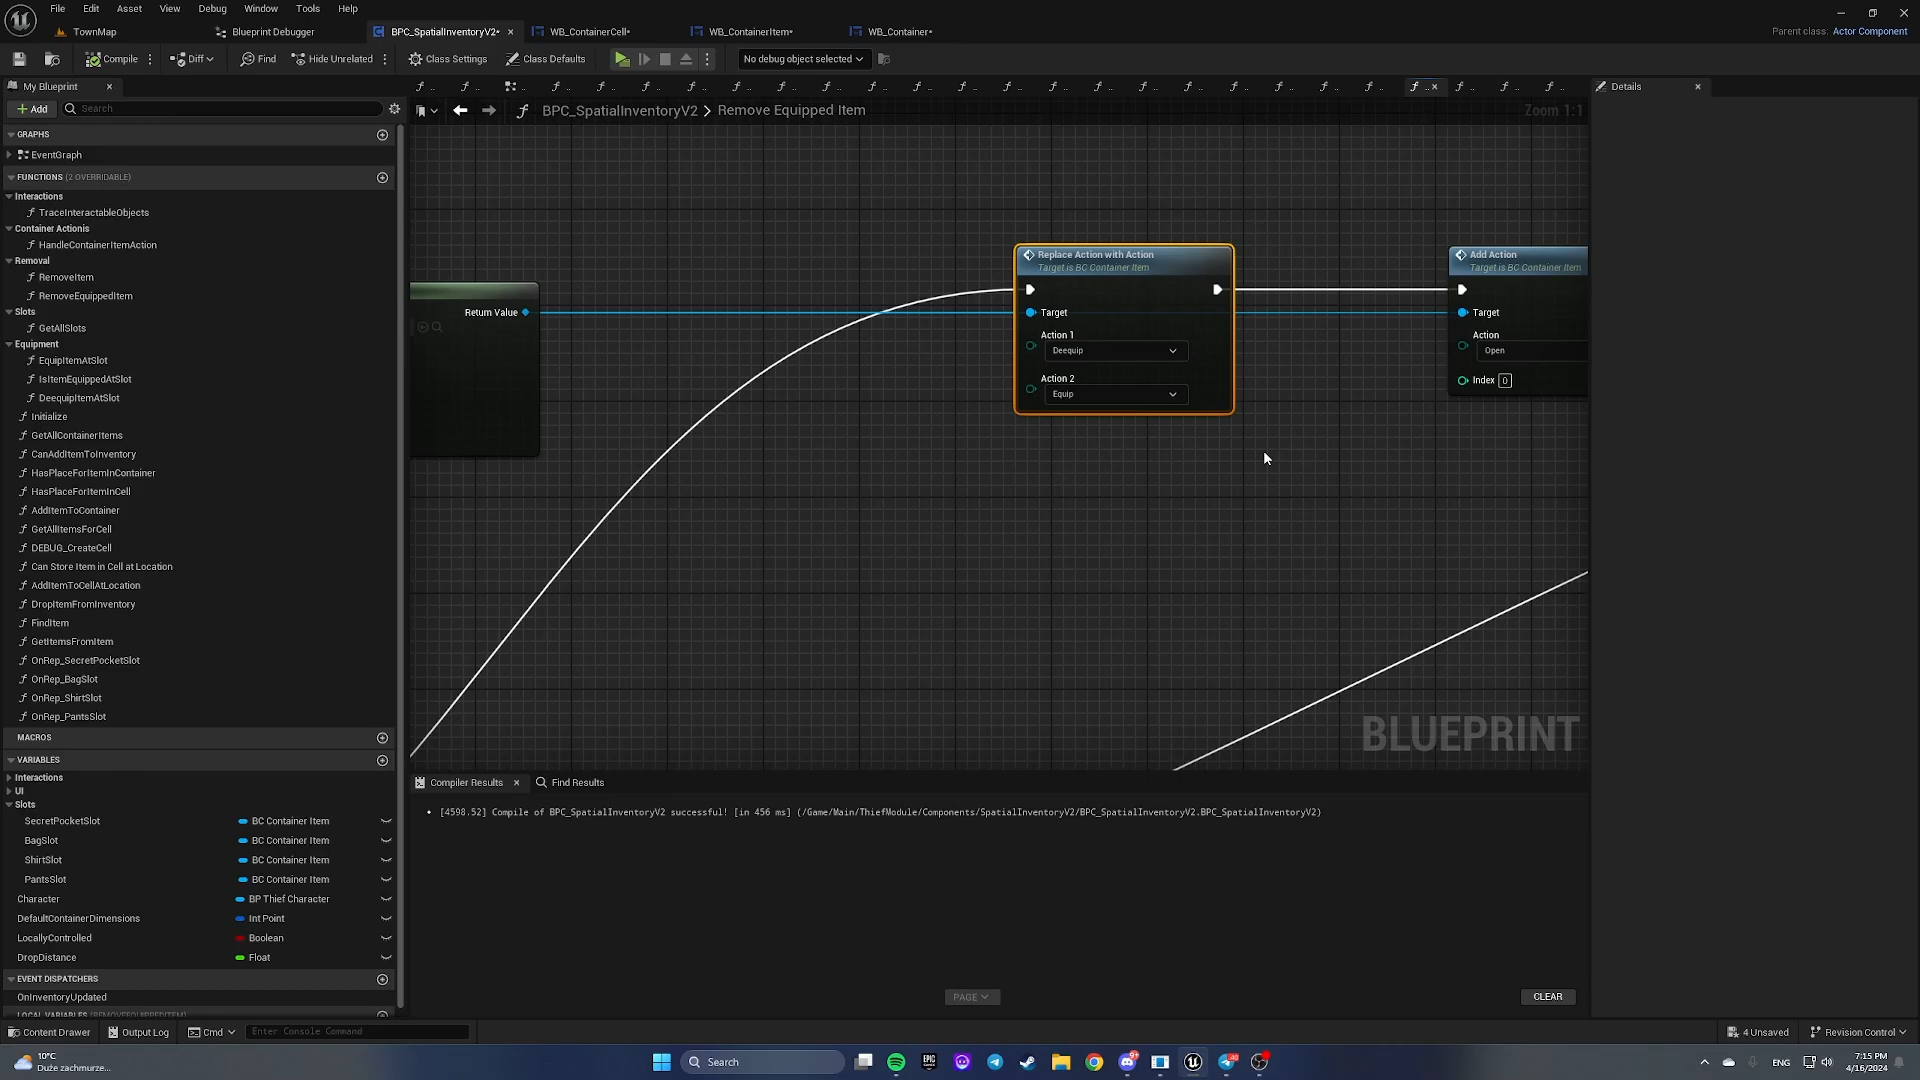 File Edit Asset View Debug Window Tools Help
TownMap Blueprint Debugger BPC_SpatialInventoryV2• WB_ContainerCell• WB_ContainerItem• WB_Container•
Parent class: Actor Component
Compile Diff Find Hide Unrelated Class Settings Class Defaults No debug object selected
My Blueprint
Details
Add Search
BPC_SpatialInventoryV2 > Remove Equipped Item
Zoom 1:1
GRAPHS
EventGraph
FUNCTIONS (2 OVERRIDABLE)
Interactions
TraceInteractableObjects
Container Actionis
HandleContainerItemAction
Removal
RemoveItem
RemoveEquippedItem
Slots
GetAllSlots
Equipment
EquipItemAtSlot
IsItemEquippedAtSlot
DeequipItemAtSlot
Initialize
GetAllContainerItems
CanAddItemToInventory
HasPlaceForItemInContainer
HasPlaceForItemInCell
AddItemToContainer
GetAllItemsForCell
DEBUG_CreateCell
Can Store Item in Cell at Location
AddItemToCellAtLocation
DropItemFromInventory
FindItem
GetItemsFromItem
OnRep_SecretPocketSlot
OnRep_BagSlot
OnRep_ShirtSlot
OnRep_PantsSlot
MACROS
VARIABLES
Interactions
UI
Slots
SecretPocketSlot BC Container Item
BagSlot BC Container Item
ShirtSlot BC Container Item
PantsSlot BC Container Item
Character BP Thief Character
DefaultContainerDimensions Int Point
LocallyControlled Boolean
DropDistance Float
EVENT DISPATCHERS
OnInventoryUpdated
LOCAL VARIABLES (REMOVEEQUIPPEDITEM)
Return Value
Replace Action with Action
Target is BC Container Item
Target
Action 1
Deequip
Action 2
Equip
Add Action
Target is BC Container Item
Target
Action
Open
Index 0
BLUEPRINT
Compiler Results Find Results
• [4598.52] Compile of BPC_SpatialInventoryV2 successful! [in 456 ms] (/Game/Main/ThiefModule/Components/SpatialInventoryV2/BPC_SpatialInventoryV2.BPC_SpatialInventoryV2)
PAGE
CLEAR
Content Drawer Output Log Cmd Enter Console Command
4 Unsaved Revision Control
10°C
Duże zachmurze...
Search
ENG
7:15 PM
4/16/2024